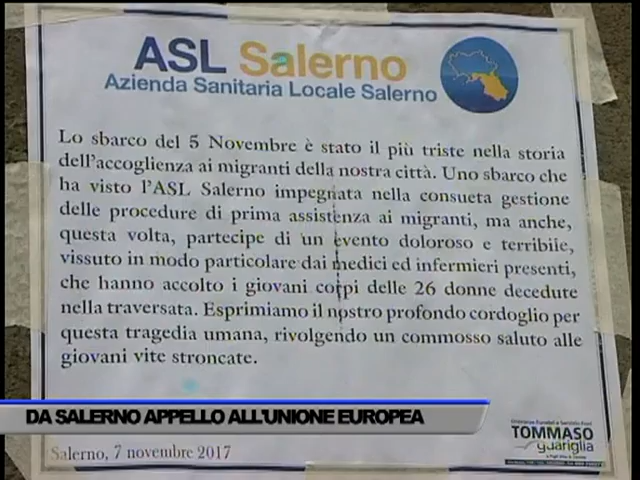 ASL Salerno
Azienda Sanitaria Locale Salerno
Lo sbarco del 5 Novembre è stato il più triste nella storia
dell'accoglienza ai migranti della nostra città. Uno sbarco che
ha visto l'ASL Salerno impegnata nella consueta gestione
delle procedure di prima assistenza ai migranti, ma anche,
questa volta, partecipe di un evento doloroso e terribile,
vissuto in modo particolare dai medici ed infermieri presenti,
che hanno accolto i giovani corpi delle 26 donne decedute
nella traversata. Esprimiamo il nostro profondo cordoglio per
questa tragedia umana, rivolgendo un commosso saluto alle
giovani vite stroncate.
DA SALERNO APPELLO ALL'UNIONE EUROPEA
Salerno, 7 novembre 2017
TOMMASO
guariglia